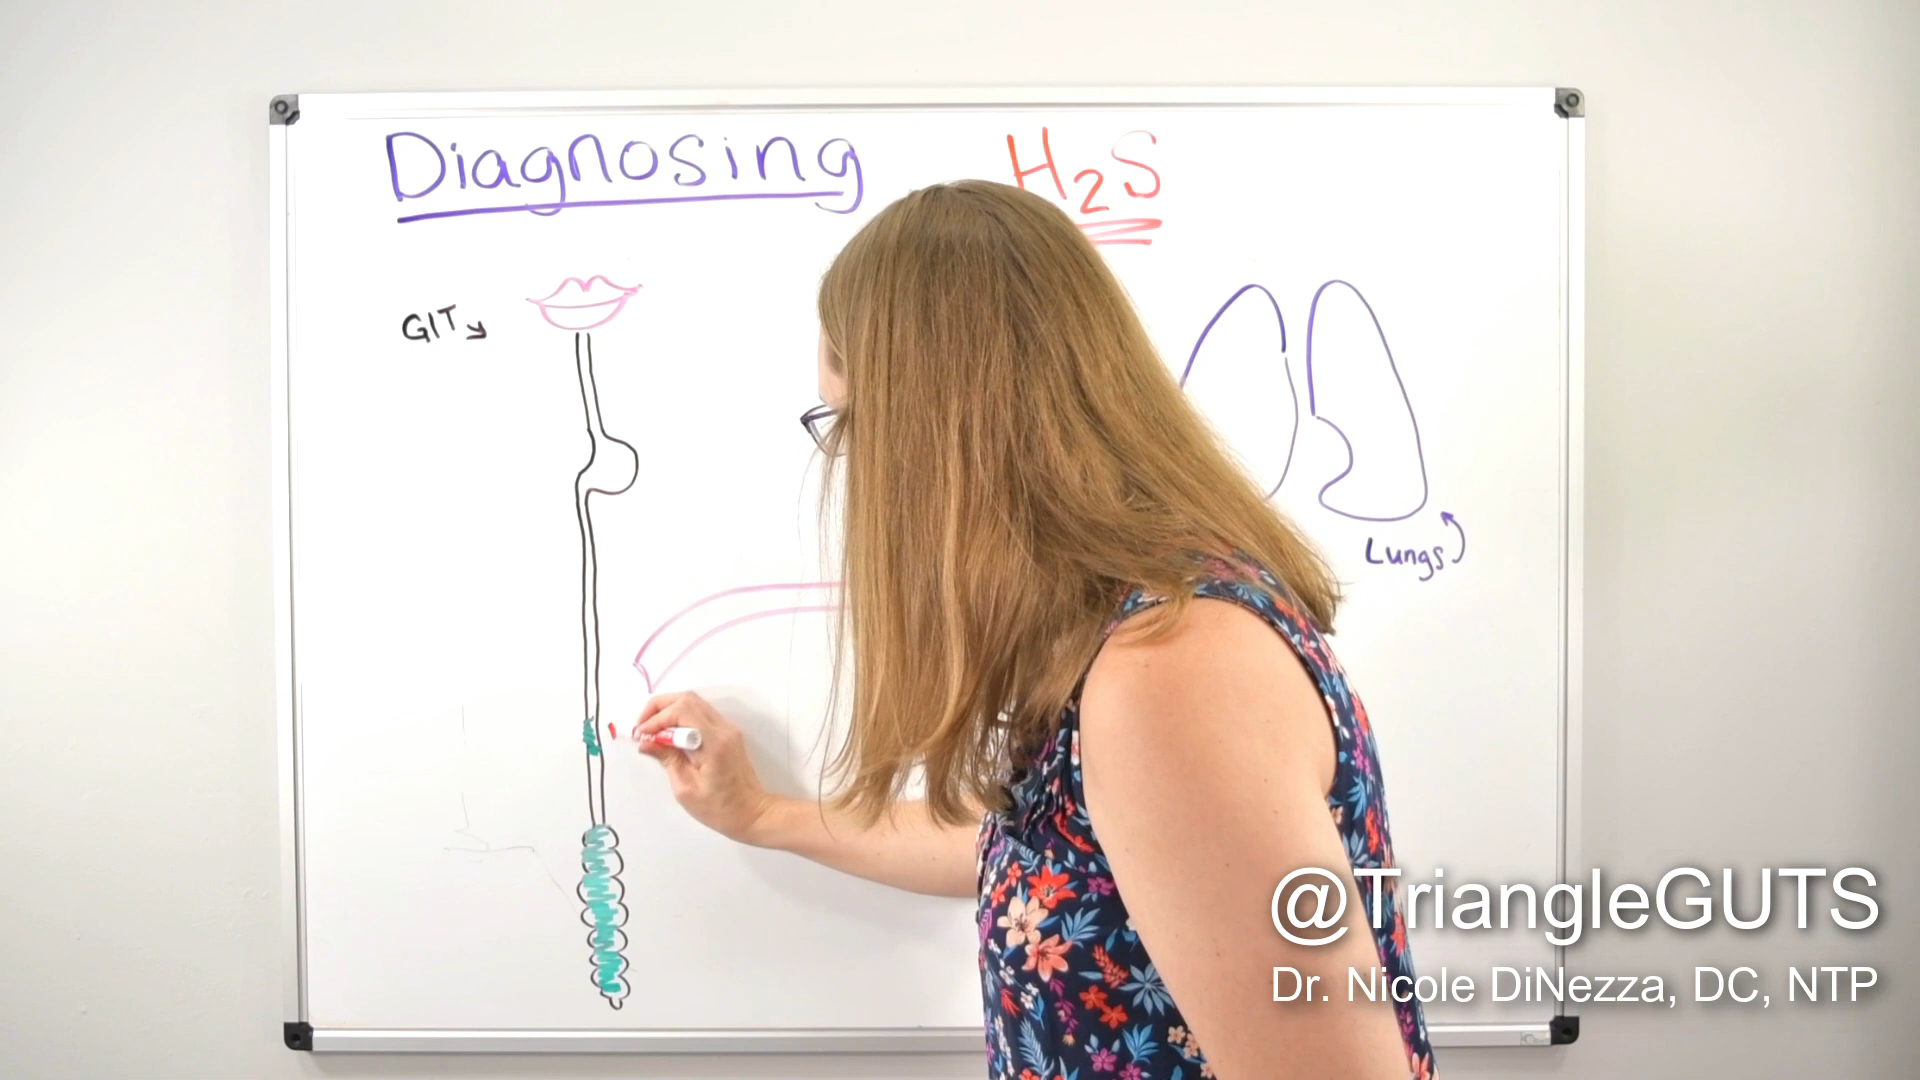 Diagnosing H₂S
GIT
Lungs
@TriangleGUTS
Dr. Nicole DiNezza, DC, NTP